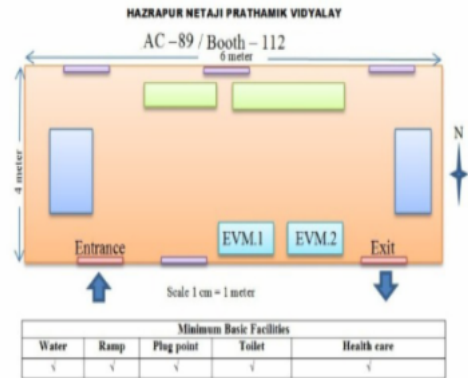 HAZRAPUR NETAJI PRATHAMIK VIDYALAY
AC –89 / Booth – 112
6 meter
4 meter
N
EVM.1 EVM.2
Entrance Exit
Scale 1 cm = 1 meter
Minimum Basic Facilities
Water Ramp Plug point Toilet Health care
√ √ √ √ √